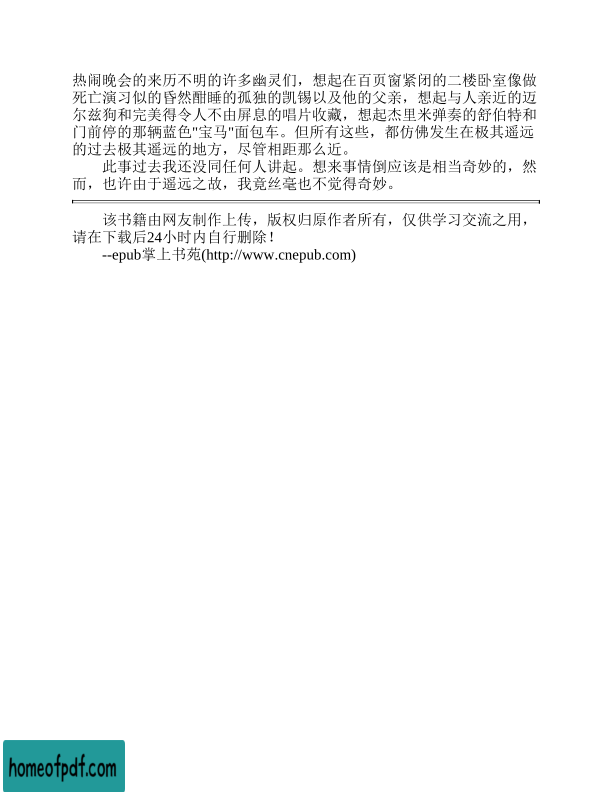 热闹晚会的来历不明的许多幽灵们，想起在百页窗紧闭的二楼卧室像做
死亡演习似的昏然酣睡的孤独的凯锡以及他的父亲，想起与人亲近的迈
尔兹狗和完美得令人不由屏息的唱片收藏，想起杰里米弹奏的舒伯特和
门前停的那辆蓝色"宝马"面包车。但所有这些，都仿佛发生在极其遥远
的过去极其遥远的地方，尽管相距那么近。
此事过去我还没同任何人讲起。想来事情倒应该是相当奇妙的，然
而，也许由于遥远之故，我竟丝毫也不觉得奇妙。
该书籍由网友制作上传，版权归原作者所有，仅供学习交流之用，
请在下载后24小时内自行删除！
--epub掌上书苑(http://www.cnepub.com)
homeofpdf.com